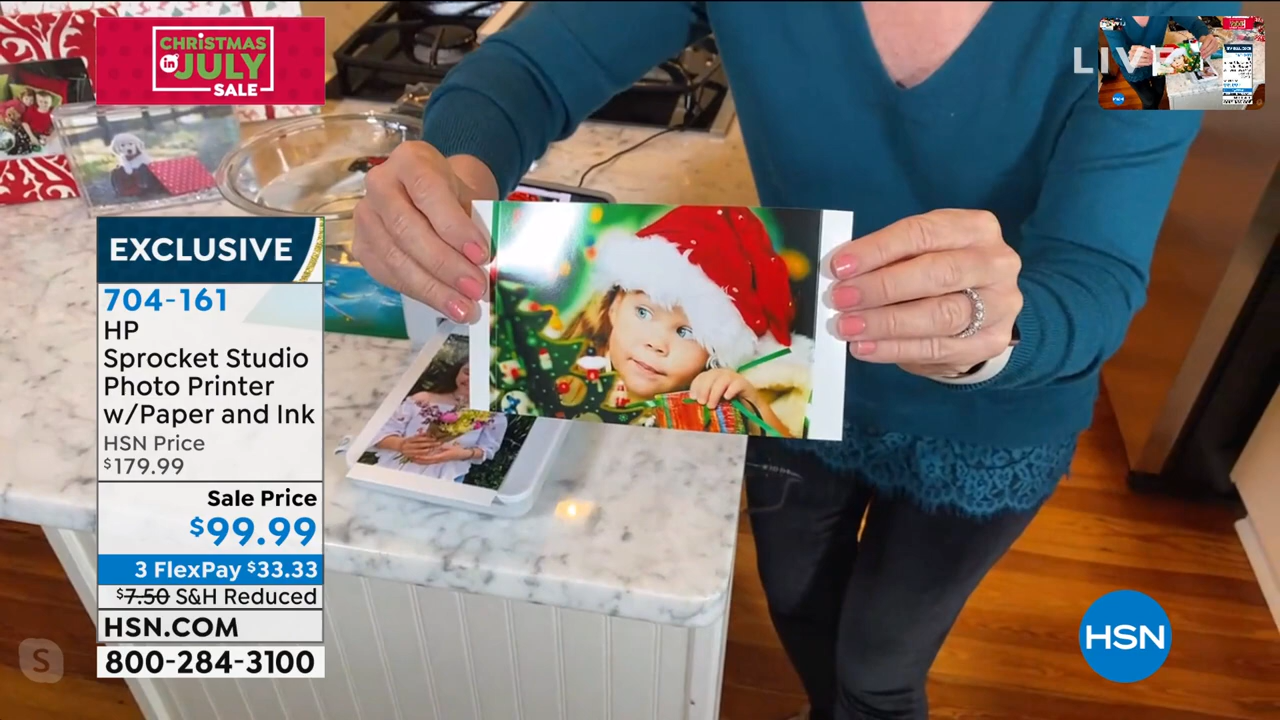 CHRISTMAS
in JULY
SALE
LIVE
EXCLUSIVE
704-161
HP
Sprocket Studio
Photo Printer
w/Paper and Ink
HSN Price
$179.99
Sale Price
$99.99
3 FlexPay $33.33
$7.50 S&H Reduced
HSN.COM
800-284-3100
S
HSN